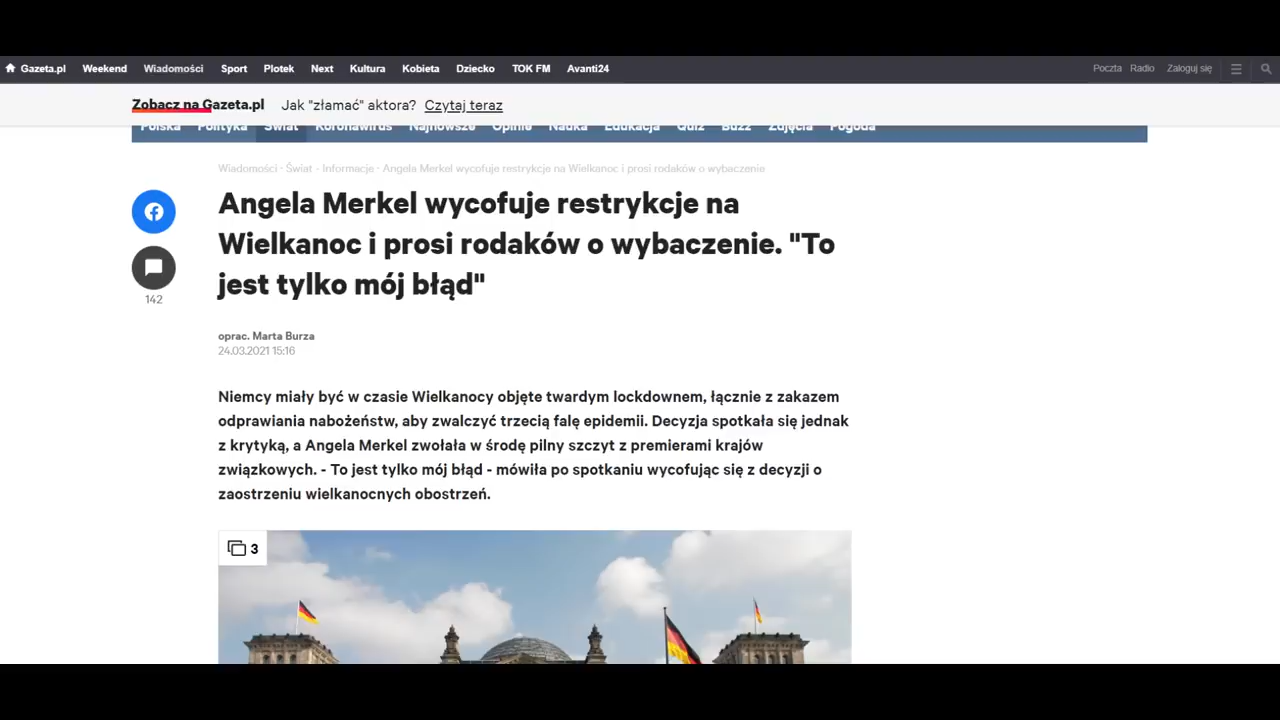 Gazeta.pl Weekend Wiadomości Sport Plotek Next Kultura Kobieta Dziecko TOK FM Avanti24 Poczta Radio Zaloguj się
Zobacz na Gazeta.pl Jak "złamać" aktora? Czytaj teraz
Polska Polityka Świat Koronawirus Najnowsze Opinie Nauka Edukacja Quiz Buzz Zdjęcia Pogoda
Wiadomości · Świat · Informacje · Angela Merkel wycofuje restrykcje na Wielkanoc i prosi rodaków o wybaczenie
Angela Merkel wycofuje restrykcje na
Wielkanoc i prosi rodaków o wybaczenie. "To
jest tylko mój błąd"
142
oprac. Marta Burza
24.03.2021 15:16
Niemcy miały być w czasie Wielkanocy objęte twardym lockdownem, łącznie z zakazem
odprawiania nabożeństw, aby zwalczyć trzecią falę epidemii. Decyzja spotkała się jednak
z krytyką, a Angela Merkel zwołała w środę pilny szczyt z premierami krajów
związkowych. - To jest tylko mój błąd - mówiła po spotkaniu wycofując się z decyzji o
zaostrzeniu wielkanocnych obostrzeń.
3